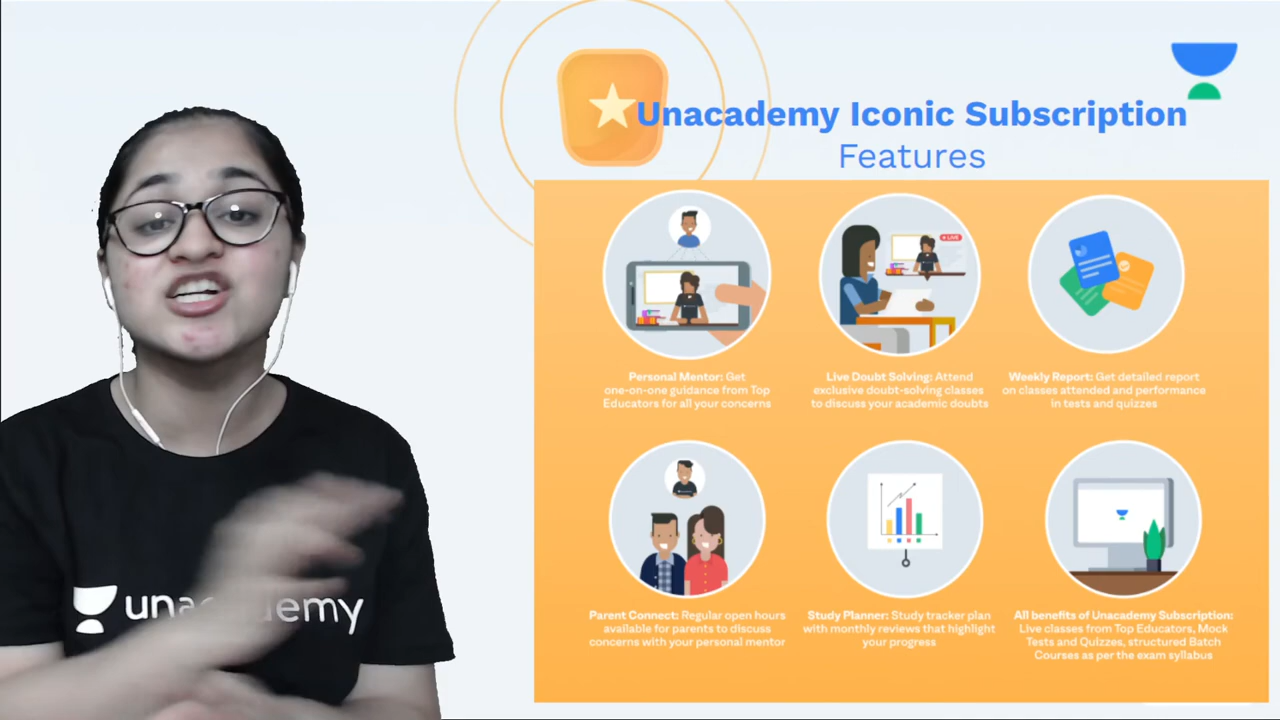 Unacademy Iconic Subscription
Features
LIVE
Personal Mentor: Get
one-on-one guidance from Top
Educators for all your concerns
Live Doubt Solving: Attend
exclusive doubt-solving classes
to discuss your academic doubts
Weekly Report: Get detailed report
on classes attended and performance
in tests and quizzes
Parent Connect: Regular open hours
available for parents to discuss
concerns with your personal mentor
Study Planner: Study tracker plan
with monthly reviews that highlight
your progress
All benefits of Unacademy Subscription:
Live classes from Top Educators, Mock
Tests and Quizzes, structured Batch
Courses as per the exam syllabus
unacademy